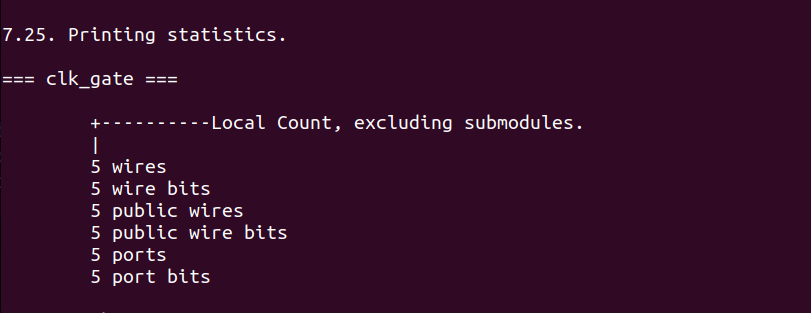 7.25. Printing statistics.
=== clk_gate ===
+----------Local Count, excluding submodules.
|
5 wires
5 wire bits
5 public wires
5 public wire bits
5 ports
5 port bits